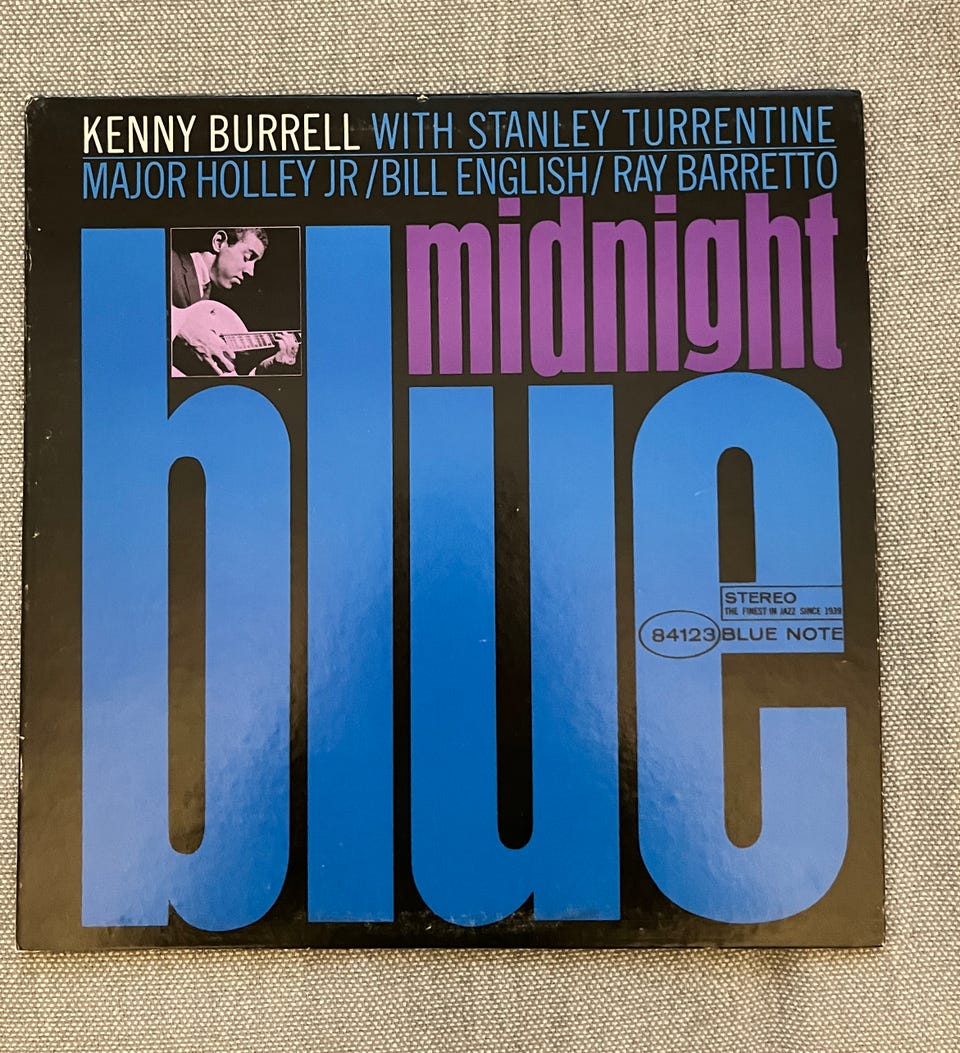 KENNY BURRELL WITH STANLEY TURRENTINE
MAJOR HOLLEY JR / BILL ENGLISH / RAY BARRETTO
midnight
blue
STEREO
THE FINEST IN JAZZ SINCE 1939
84123 BLUE NOTE